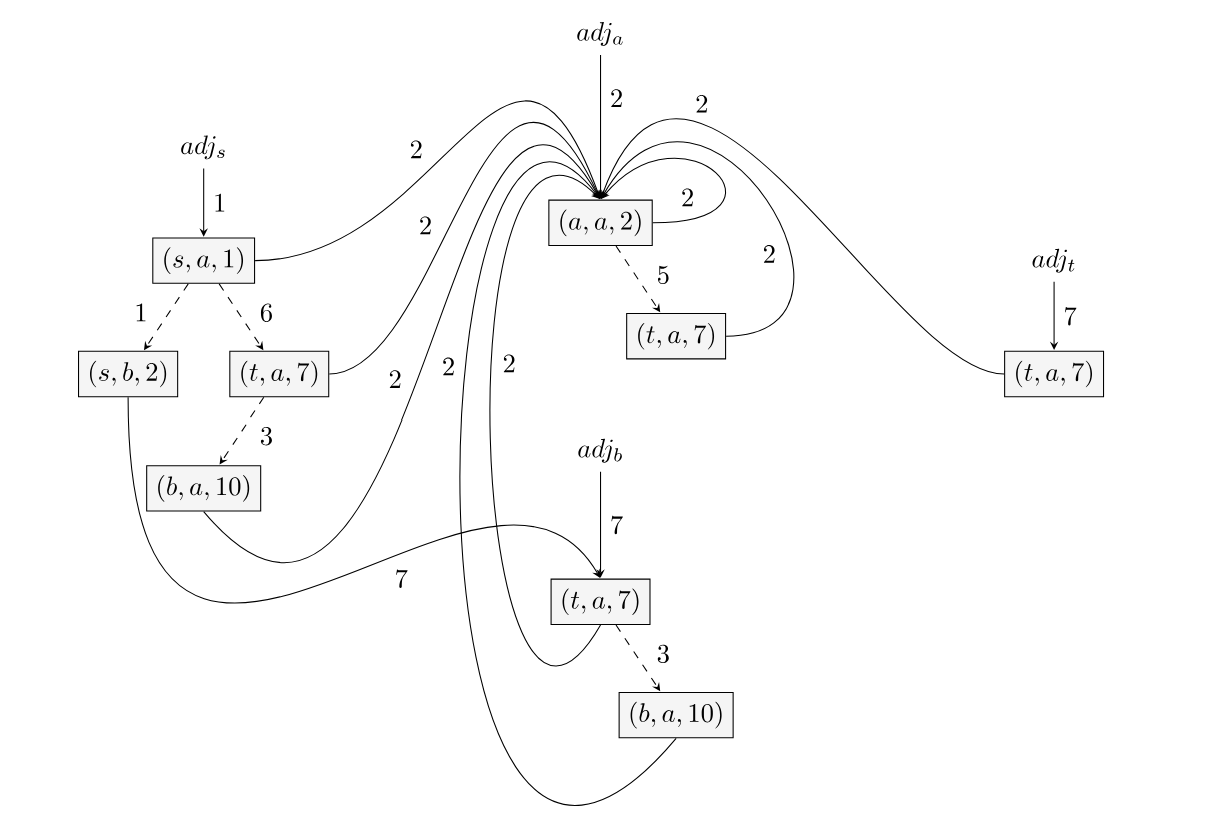 adj_a
2
2
2
adj_s
1
2
(a, a, 2)
2
2
(s, a, 1)
5
adj_t
1
6
7
(t, a, 7)
(s, b, 2)
(t, a, 7)
2
2
2
(t, a, 7)
3
adj_b
(b, a, 10)
7
7
(t, a, 7)
3
(b, a, 10)